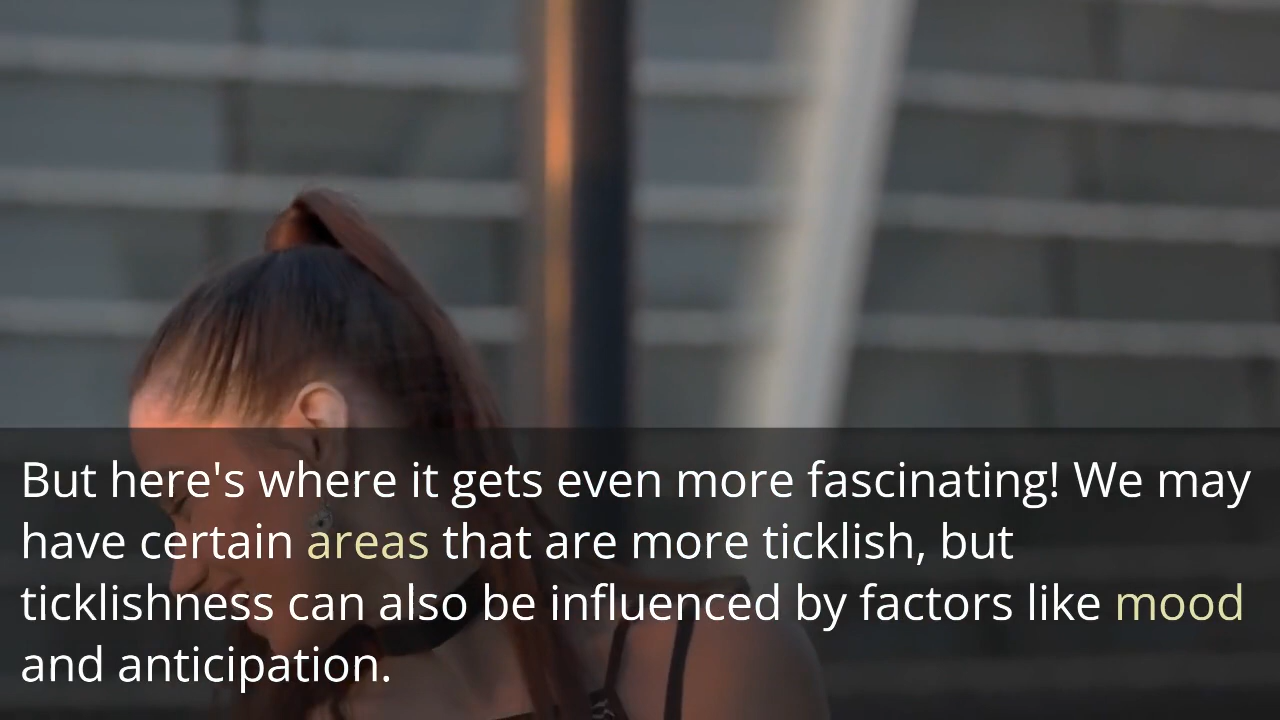 But here's where it gets even more fascinating! We may
have certain areas that are more ticklish, but
ticklishness can also be influenced by factors like mood
and anticipation.